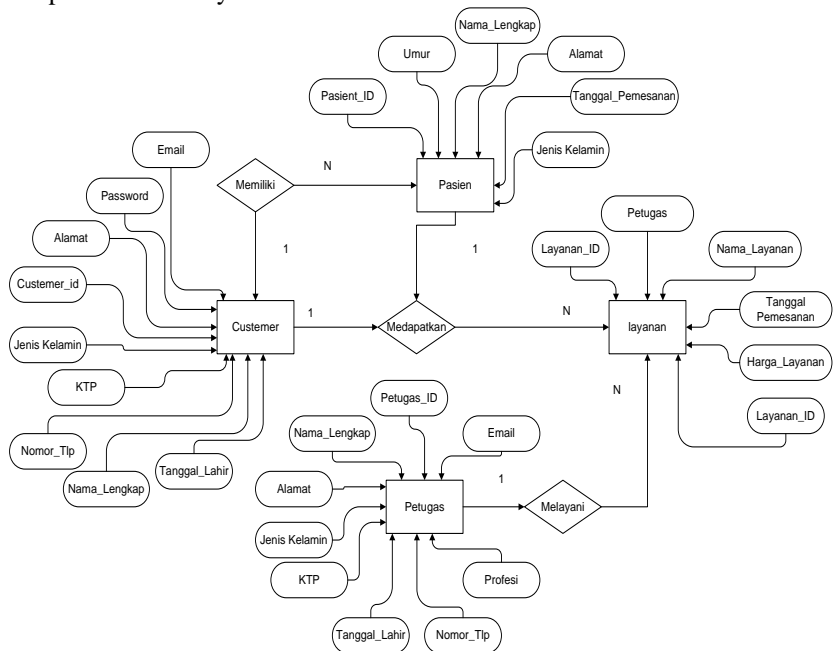 Nama_Lengkap
Umur
Alamat
Pasient_ID
Tanggal_Pemesanan
Email
Jenis Kelamin
Memiliki
N
Pasien
Password
Petugas
Alamat
1
1
Layanan_ID
Nama_Layanan
Custemer_id
Custemer
1
Medapatkan
N
layanan
Tanggal
Pemesanan
Jenis Kelamin
Harga_Layanan
KTP
Petugas_ID
N
Layanan_ID
Nama_Lengkap
Email
Nomor_Tlp
Tanggal_Lahir
Nama_Lengkap
Alamat
Petugas
1
Melayani
Jenis Kelamin
KTP
Profesi
Tanggal_Lahir
Nomor_Tlp